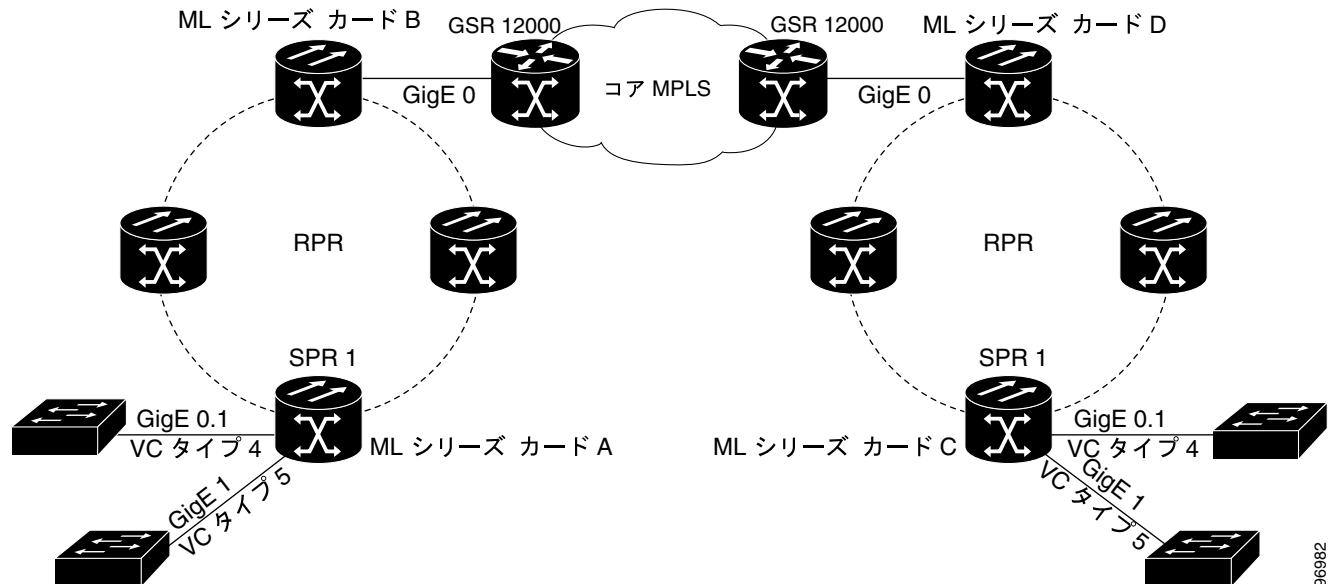 ML シリーズ カード B
GSR 12000
GSR 12000
ML シリーズ カード D
GigE 0
コア MPLS
GigE 0
RPR
RPR
SPR 1
SPR 1
GigE 0.1
VC タイプ 4
ML シリーズ カード A
GigE 1
VC タイプ 5
ML シリーズ カード C
GigE 0.1
VC タイプ 4
GigE 1
VC タイプ 5
96982